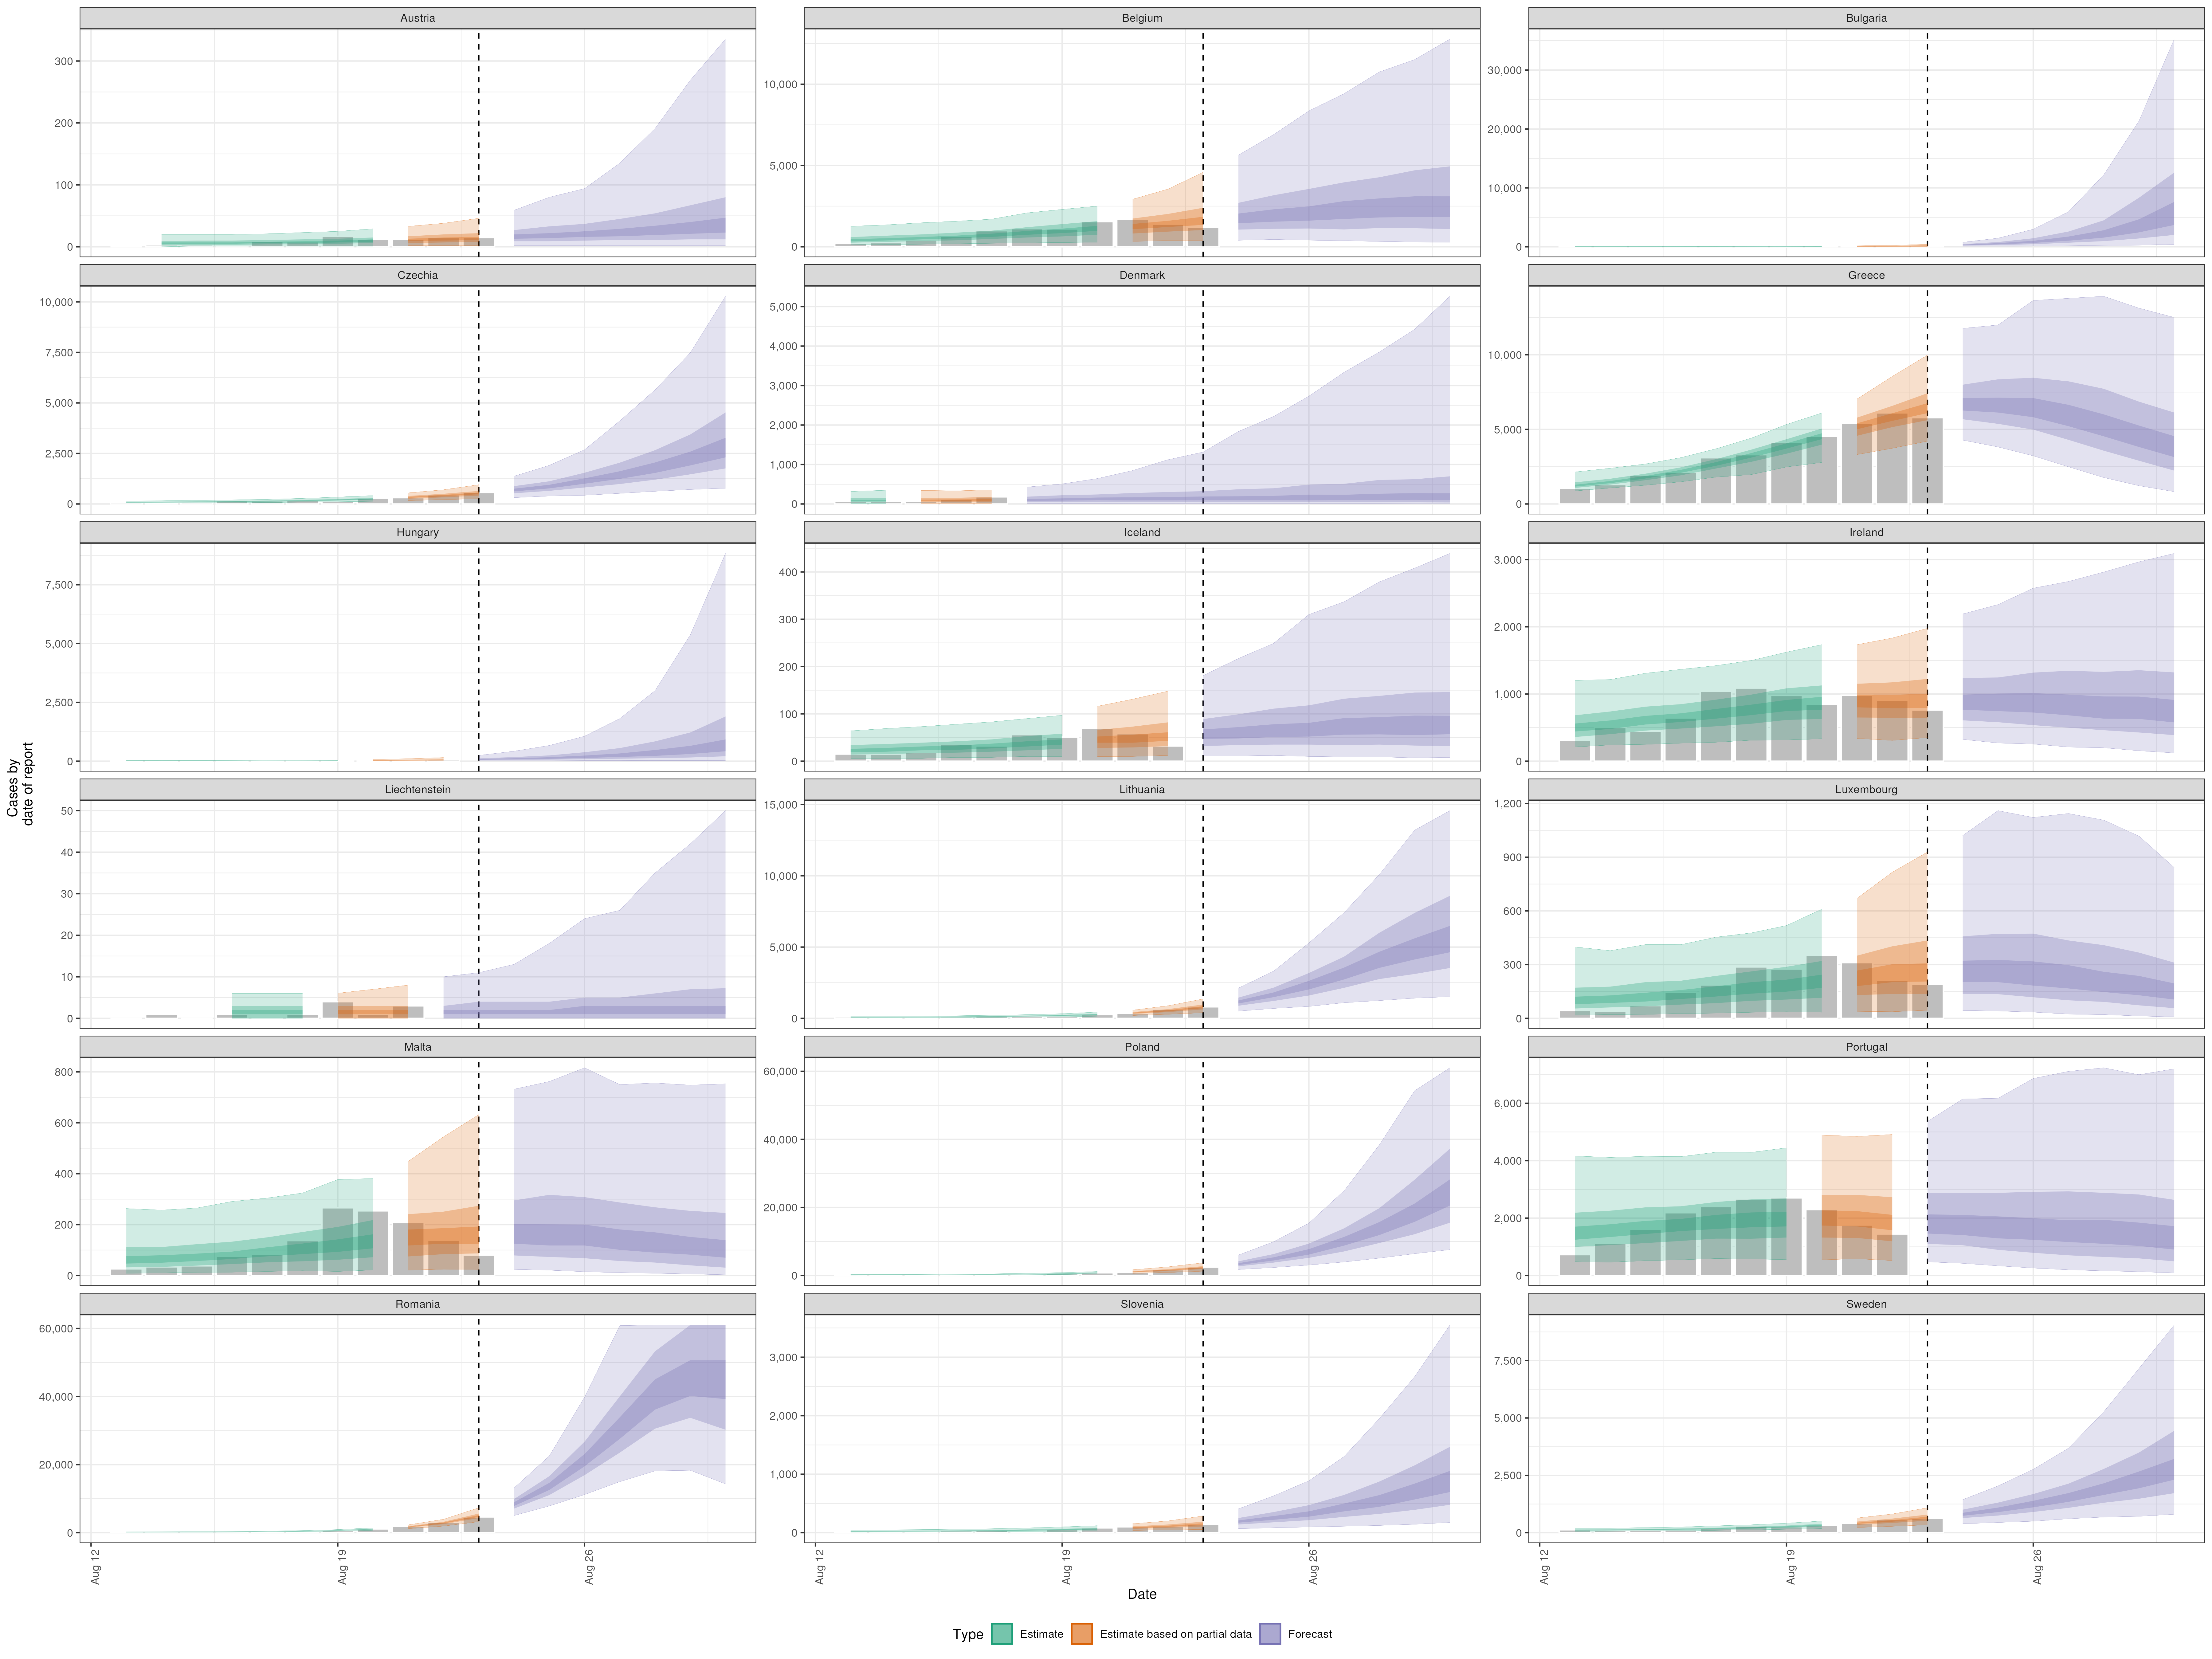 Austria
Belgium
Bulgaria
300
200
100
0
10,000
5,000
0
30,000
20,000
10,000
0
Czechia
Denmark
Greece
10,000
7,500
5,000
2,500
0
5,000
4,000
3,000
2,000
1,000
0
10,000
5,000
0
Hungary
Iceland
Ireland
7,500
5,000
2,500
0
400
300
200
100
0
3,000
2,000
1,000
0
Cases by
date of report
Liechtenstein
Lithuania
Luxembourg
50
40
30
20
10
0
15,000
10,000
5,000
0
1,200
900
600
300
0
Malta
Poland
Portugal
800
600
400
200
0
60,000
40,000
20,000
0
6,000
4,000
2,000
0
Romania
Slovenia
Sweden
60,000
40,000
20,000
0
3,000
2,000
1,000
0
7,500
5,000
2,500
0
Aug 12
Aug 19
Aug 26
Aug 12
Aug 19
Aug 26
Aug 12
Aug 19
Aug 26
Date
Type Estimate Estimate based on partial data Forecast